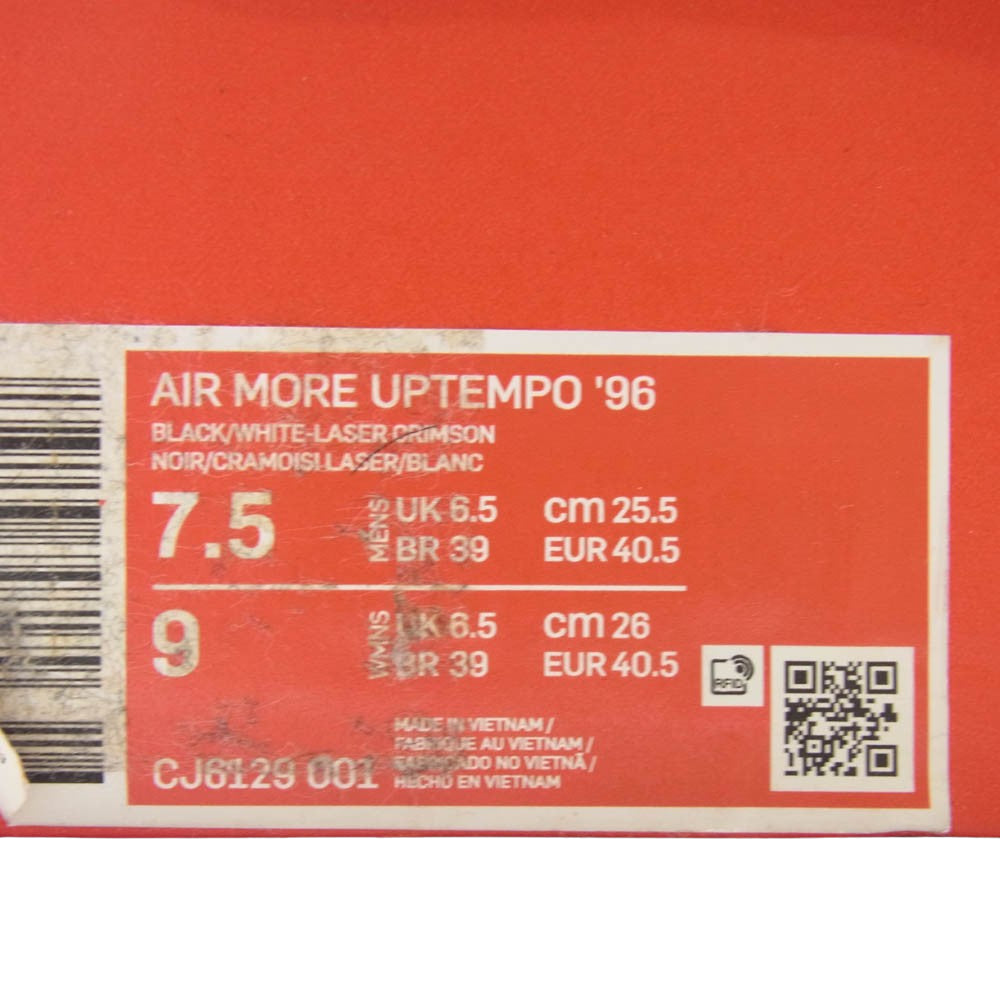 AIR MORE UPTEMPO '96
BLACK/WHITE-LASER CRIMSON
NOIR/CRAMOISI LASER/BLANC
7.5 MENS UK 6.5 cm 25.5
BR 39 EUR 40.5
9 WMNS UK 6.5 cm 26
BR 39 EUR 40.5
RFID
MADE IN VIETNAM /
FABRIQUE AU VIETNAM /
FABRICADO NO VIETNÃ /
HECHO EN VIETNAM
CJ6129 001